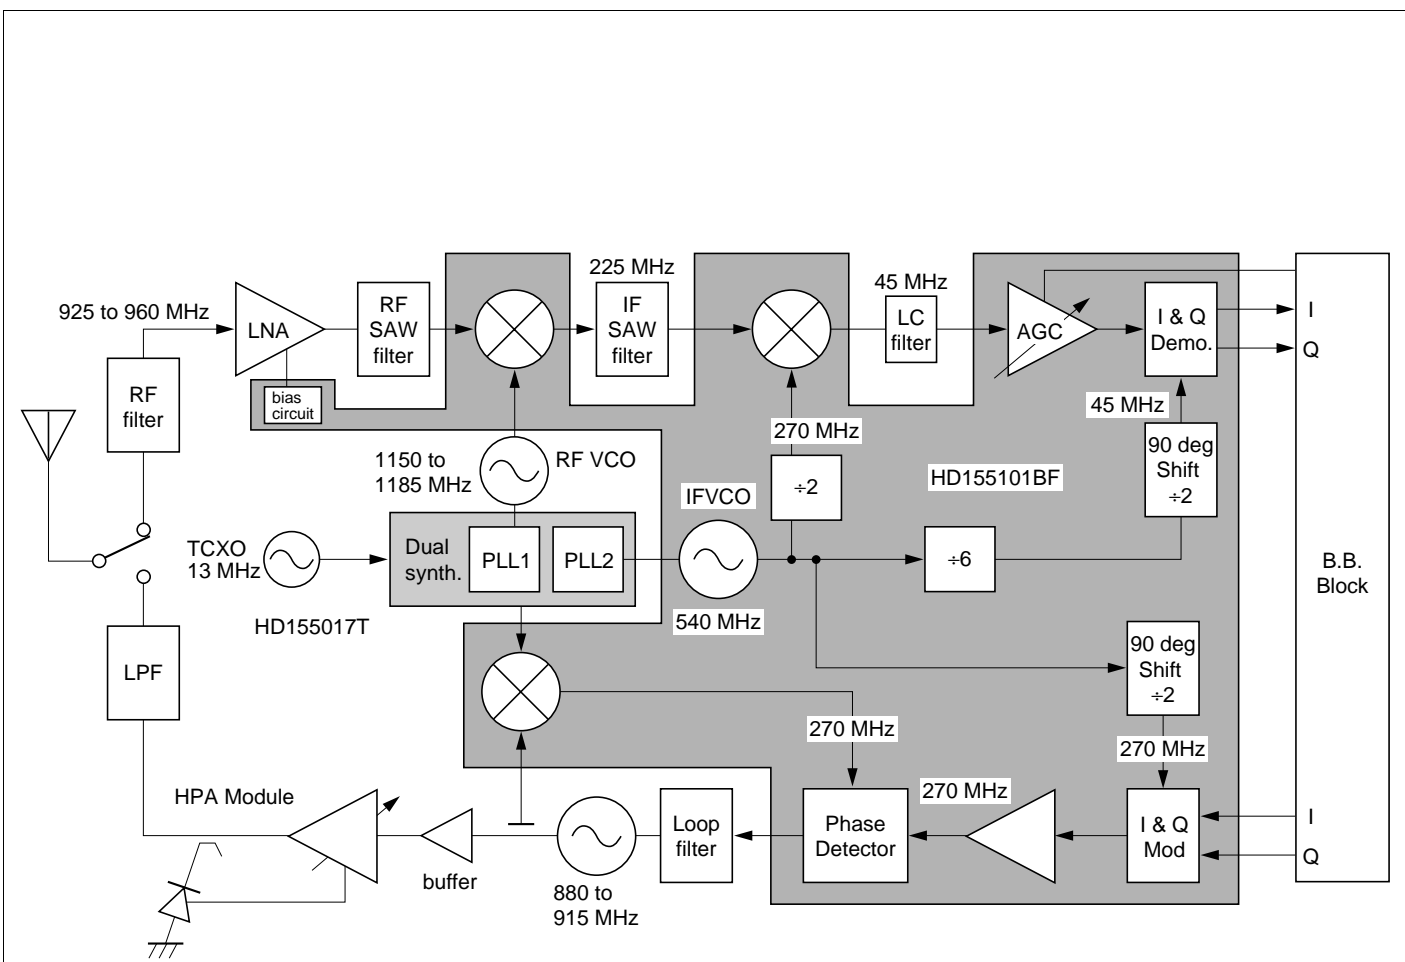 225 MHz
45 MHz
925 to 960 MHz
LNA
RF
SAW
filter
IF
SAW
filter
LC
filter
AGC
I & Q
Demo.
I
Q
RF
filter
bias
circuit
45 MHz
270 MHz
1150 to
1185 MHz
RF VCO
90 deg
Shift
÷2
HD155101BF
÷2
IFVCO
TCXO
13 MHz
Dual
synth.
PLL1
PLL2
÷6
B.B.
Block
HD155017T
540 MHz
LPF
90 deg
Shift
÷2
270 MHz
270 MHz
HPA Module
270 MHz
Loop
filter
Phase
Detector
I & Q
Mod
I
Q
buffer
880 to
915 MHz